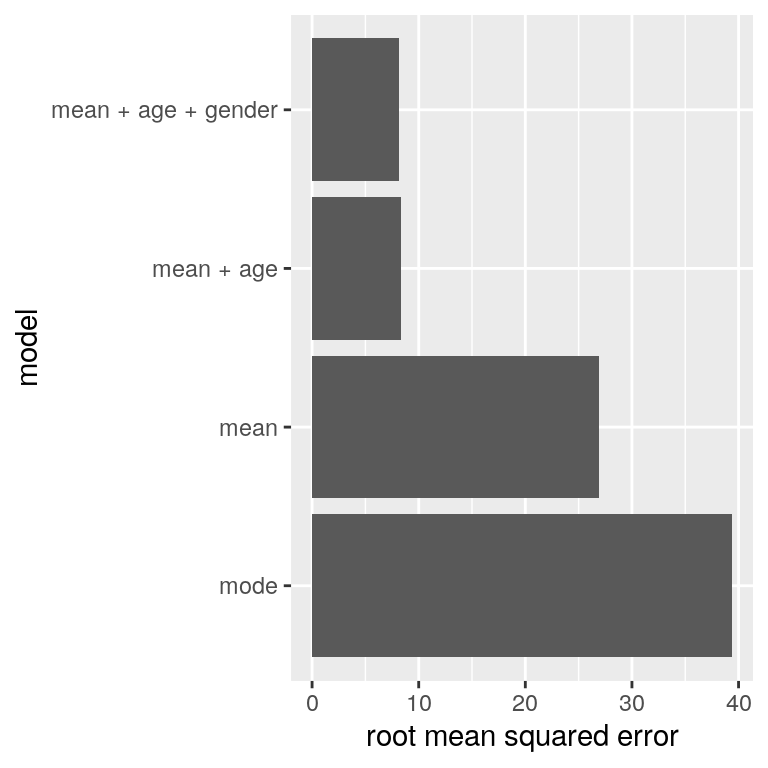 mean + age + gender
mean + age
mean
mode
model
0 10 20 30 40
root mean squared error